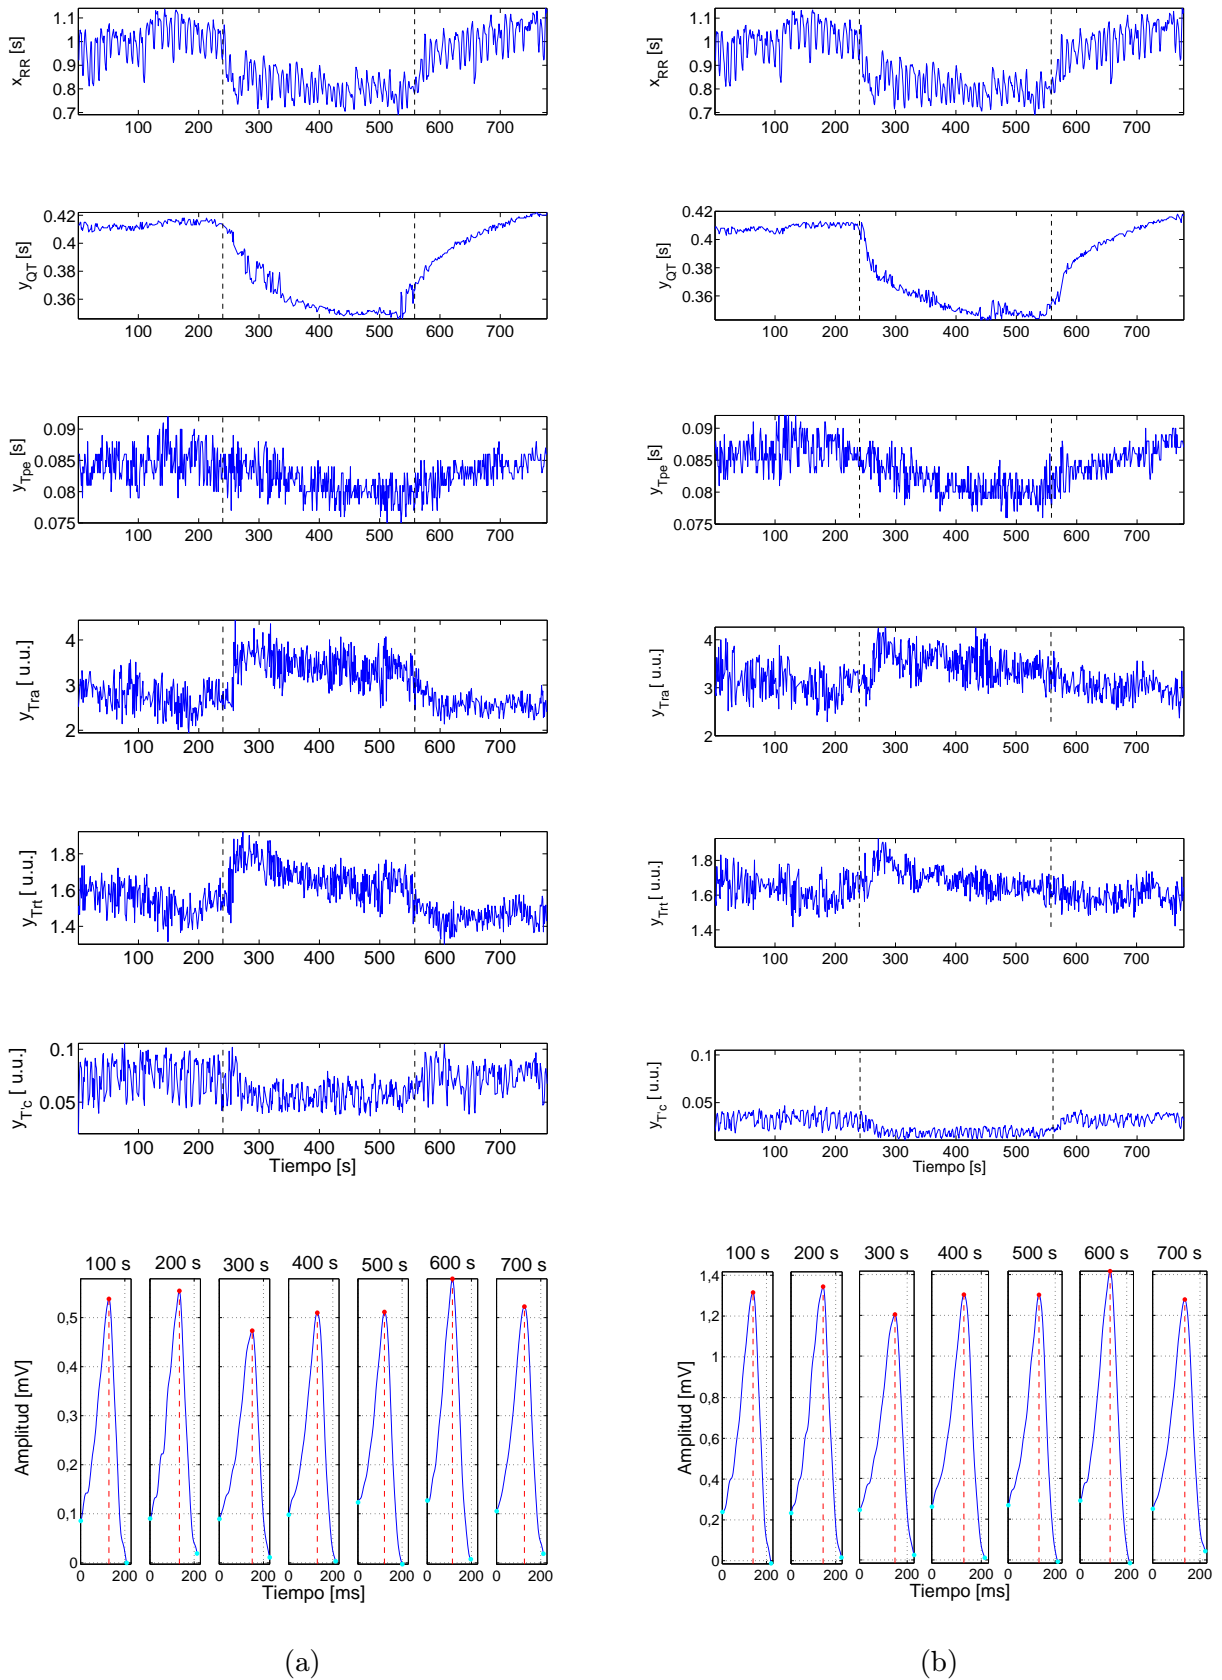 1.1
1
0.9
0.8
0.7
x_RR [s]
100 200 300 400 500 600 700
0.42
0.4
0.38
0.36
y_QT [s]
100 200 300 400 500 600 700
0.09
0.085
0.08
0.075
y_Tpe [s]
100 200 300 400 500 600 700
4
3
2
y_Tra [ u.u.]
100 200 300 400 500 600 700
1.8
1.6
1.4
y_Trt [ u.u.]
100 200 300 400 500 600 700
0.1
0.05
y_T'c [ u.u.]
100 200 300 400 500 600 700
Tiempo [s]
100 s 200 s 300 s 400 s 500 s 600 s 700 s
0,5
0,4
0,3
0,2
0,1
0
Amplitud [mV]
0 200 0 200 0 200 0 200 0 200 0 200 0 200
Tiempo [ms]
(a)
1.1
1
0.9
0.8
0.7
x_RR [s]
100 200 300 400 500 600 700
0.42
0.4
0.38
0.36
y_QT [s]
100 200 300 400 500 600 700
0.09
0.085
0.08
0.075
y_Tpe [s]
100 200 300 400 500 600 700
4
3
2
y_Tra [ u.u.]
100 200 300 400 500 600 700
1.8
1.6
1.4
y_Trt [ u.u.]
100 200 300 400 500 600 700
0.1
0.05
y_T'c [ u.u.]
100 200 300 400 500 600 700
Tiempo [s]
100 s 200 s 300 s 400 s 500 s 600 s 700 s
1,4
1,2
1
0,8
0,6
0,4
0,2
0
Amplitud [mV]
0 200 0 200 0 200 0 200 0 200 0 200 0 200
Tiempo [ms]
(b)